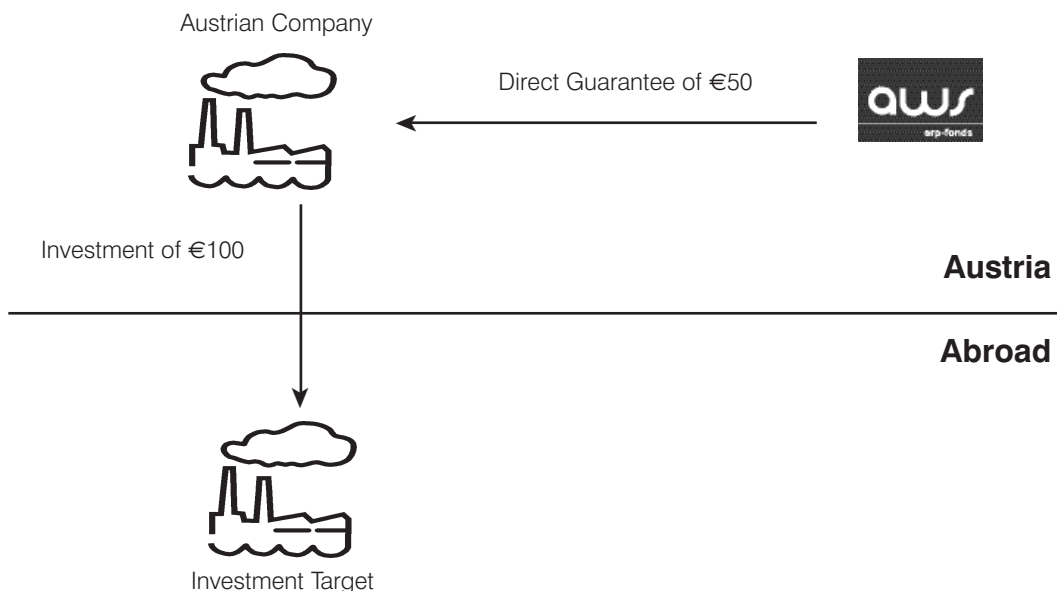 Austrian Company
Direct Guarantee of €50
aws
erp-fonds
Investment of €100
Austria
Abroad
Investment Target